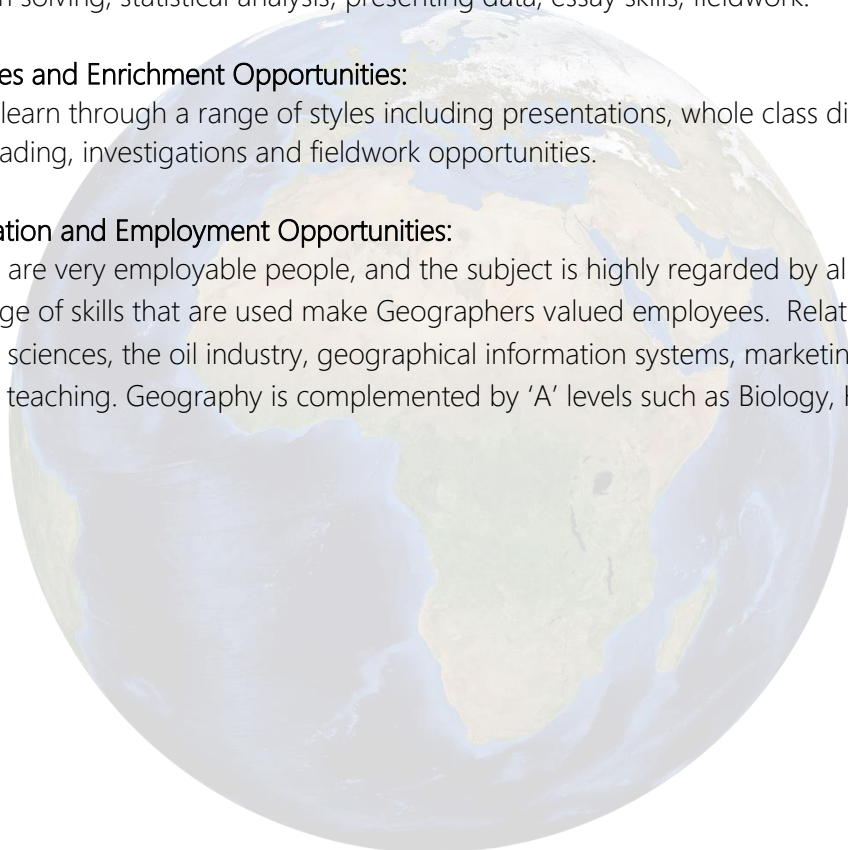 solving, statistical analysis, presenting data, essay skills, fieldwork.
es and Enrichment Opportunities:
learn through a range of styles including presentations, whole class di
ading, investigations and fieldwork opportunities.
ation and Employment Opportunities:
are very employable people, and the subject is highly regarded by al
ge of skills that are used make Geographers valued employees. Relat
sciences, the oil industry, geographical information systems, marketin
teaching. Geography is complemented by ‘A’ levels such as Biology, H